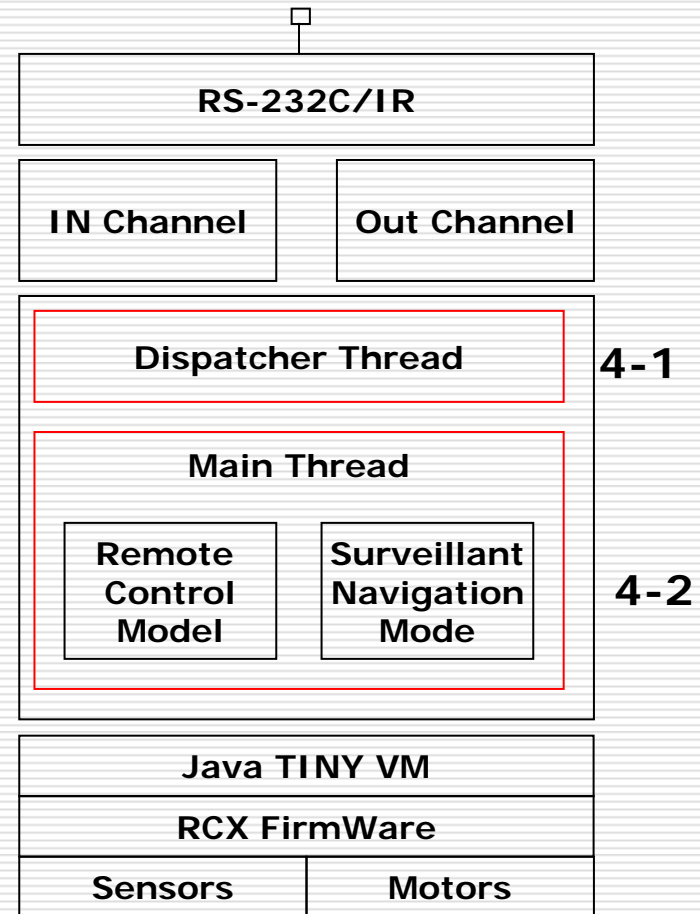 RS-232C/IR
IN Channel
Out Channel
Dispatcher Thread
4-1
Main Thread
Remote
Control
Model
Surveillant
Navigation
Mode
4-2
Java TINY VM
RCX FirmWare
Sensors
Motors